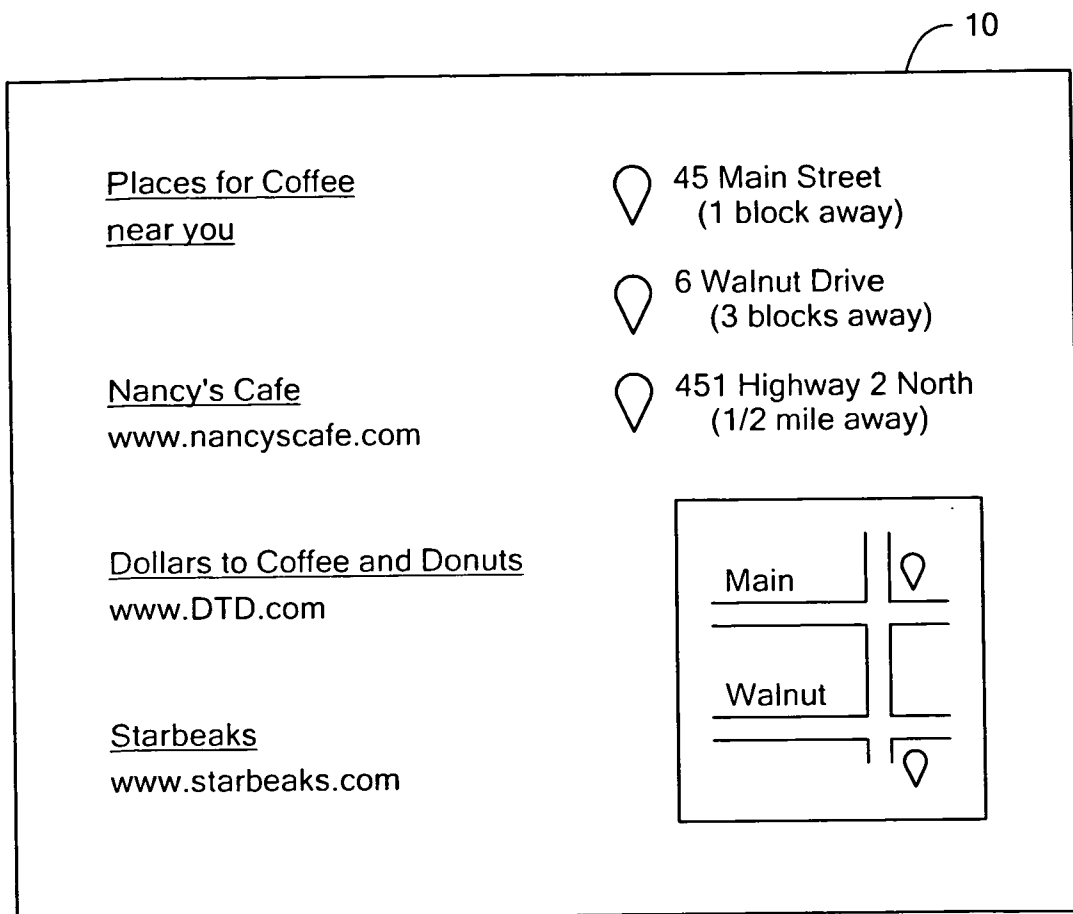 10
Places for Coffee
near you
45 Main Street
(1 block away)
6 Walnut Drive
(3 blocks away)
Nancy's Cafe
www.nancyscafe.com
451 Highway 2 North
(1/2 mile away)
Dollars to Coffee and Donuts
www.DTD.com
Starbeaks
www.starbeaks.com
Main
Walnut